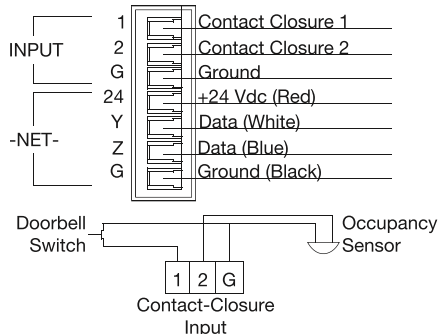 INPUT
1 Contact Closure 1
2 Contact Closure 2
G Ground
-NET-
24 +24 Vdc (Red)
Y Data (White)
Z Data (Blue)
G Ground (Black)
Doorbell
Switch
Occupancy
Sensor
1 2 G
Contact-Closure
Input